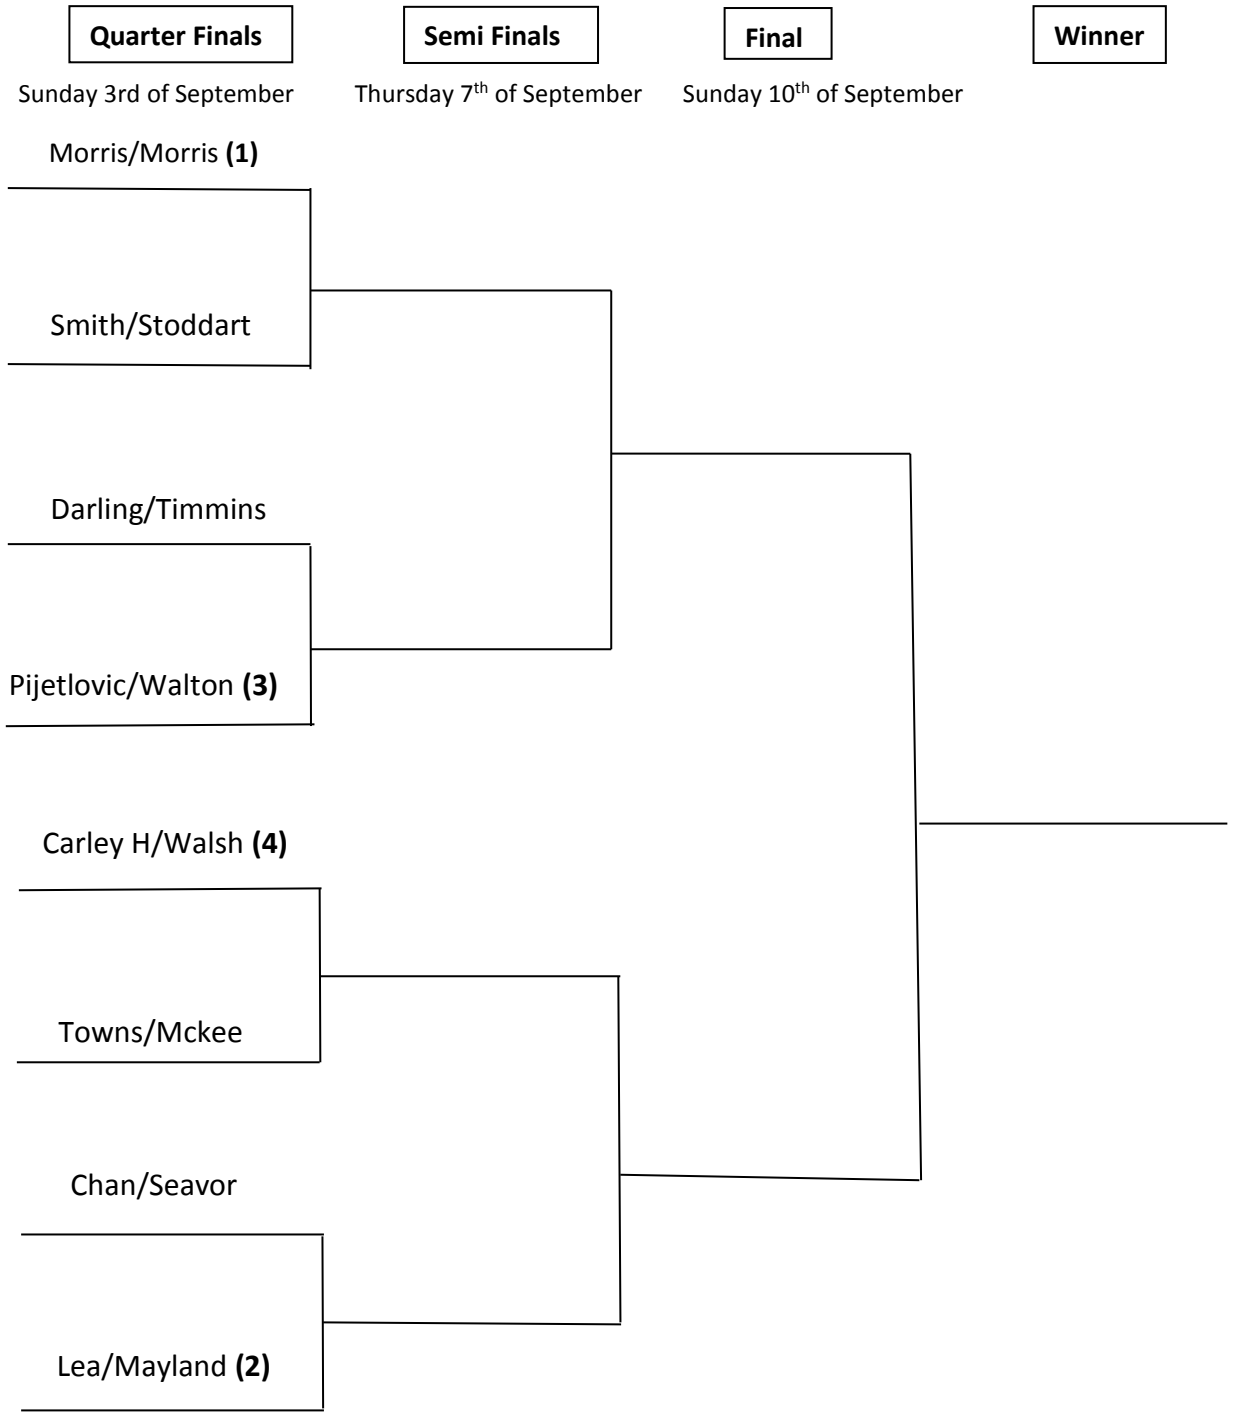 Quarter Finals
Semi Finals
Final
Winner
Sunday 3rd of September
Thursday 7th of September
Sunday 10th of September
Morris/Morris (1)
Smith/Stoddart
Darling/Timmins
Pijetlovic/Walton (3)
Carley H/Walsh (4)
Towns/Mckee
Chan/Seavor
Lea/Mayland (2)